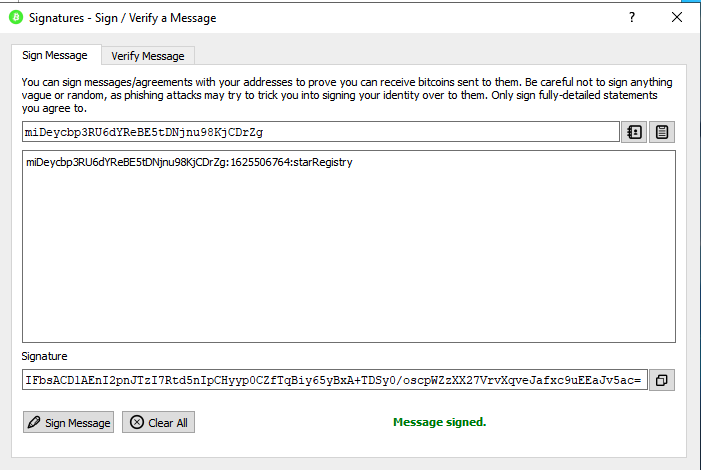 Signatures - Sign / Verify a Message
?
Sign Message
Verify Message
You can sign messages/agreements with your addresses to prove you can receive bitcoins sent to them. Be careful not to sign anything
vague or random, as phishing attacks may try to trick you into signing your identity over to them. Only sign fully-detailed statements
you agree to.
miDeycbp3RU6dYReBE5tDNjnu98KjCDrZg
miDeycbp3RU6dYReBE5tDNjnu98KjCDrZg:1625506764:starRegistry
Signature
IFbsACDlAEnI2pnJTzI7Rtd5nIpCHyyp0CZfTqBiy65yBxA+TDSy0/oscpWZzXX27VrvXqveJafxc9uEEaJv5ac=
Sign Message
Clear All
Message signed.